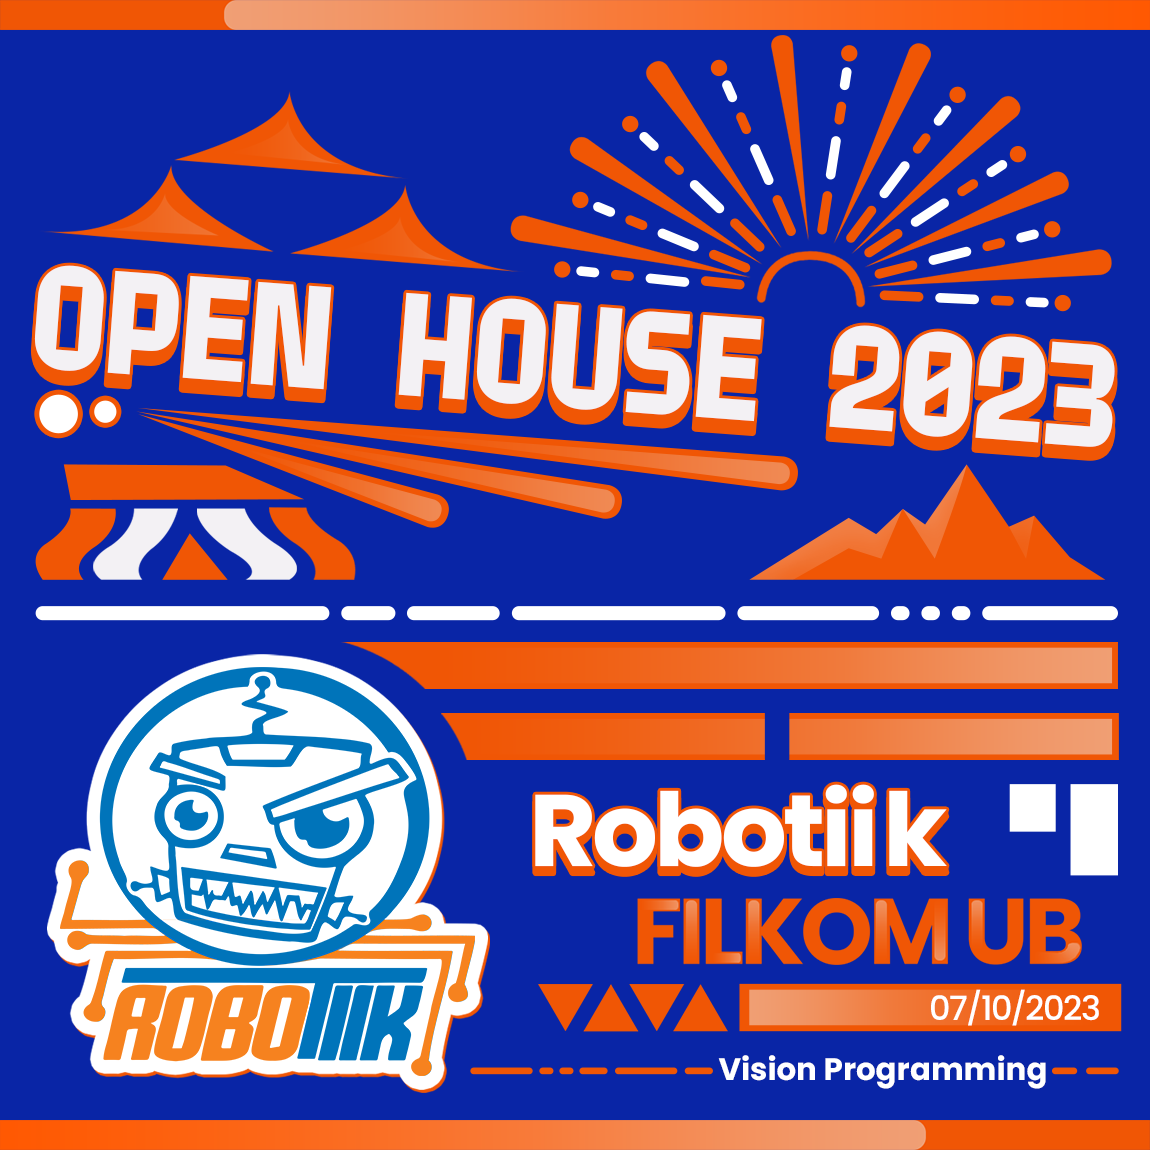 OPEN HOUSE 2023
Robotiik
FILKOM UB
ROBOTIIK
07/10/2023
Vision Programming